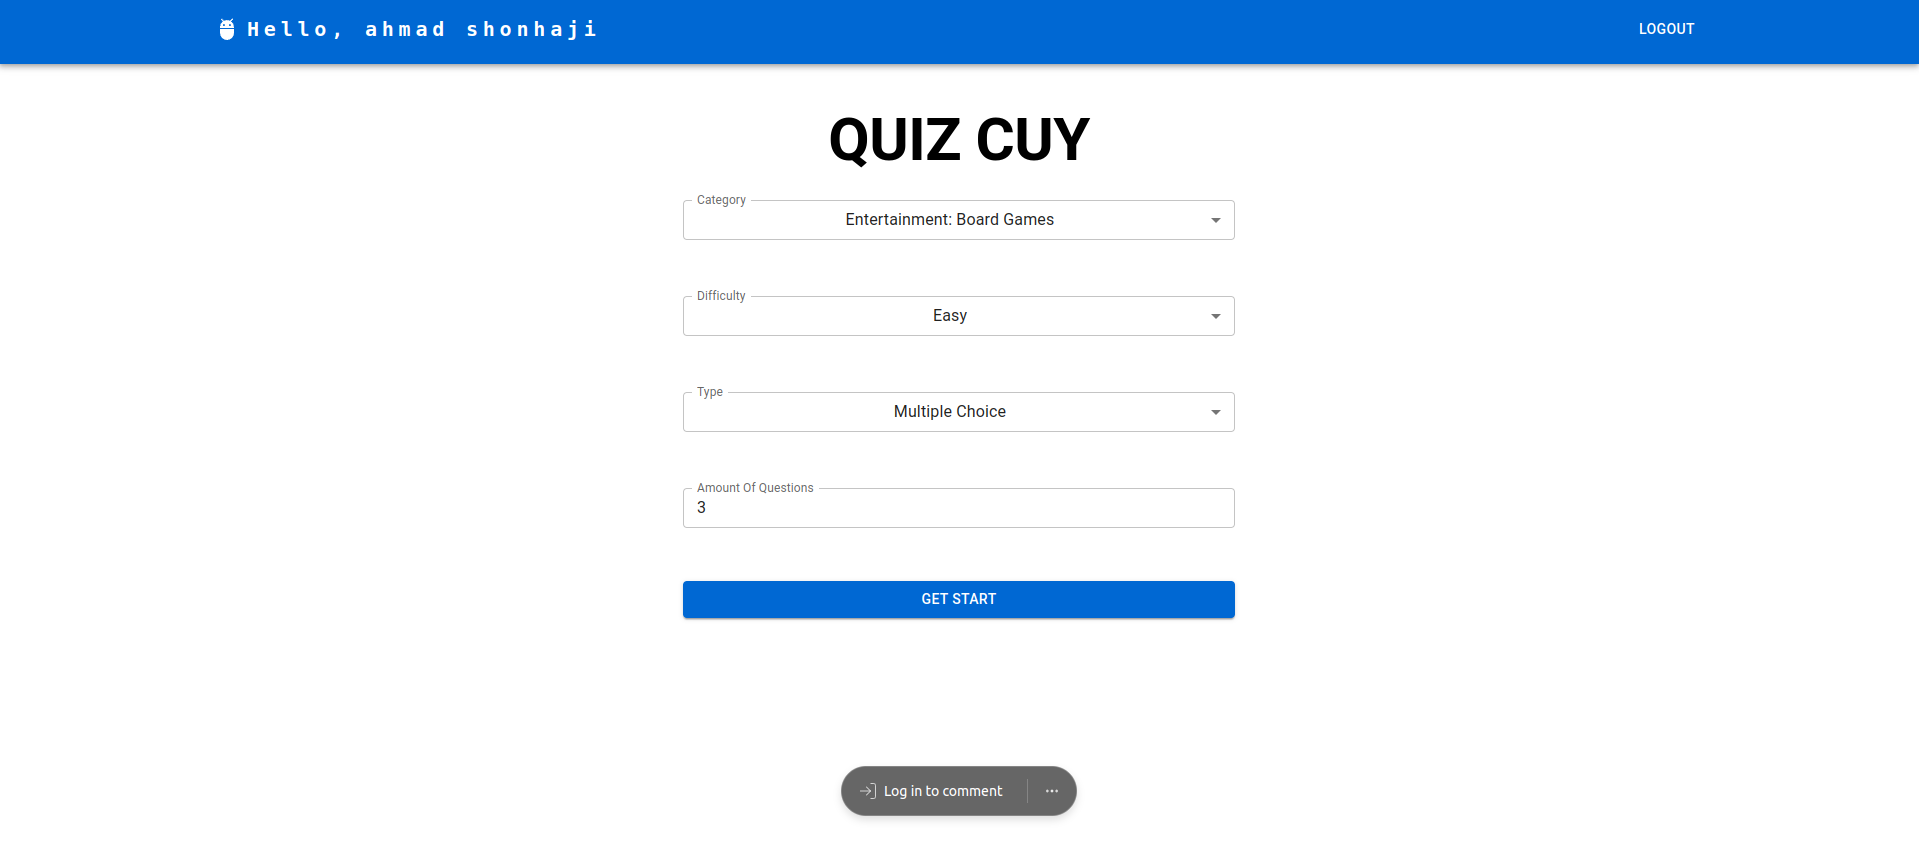 Hello, ahmad shonhaji
LOGOUT
QUIZ CUY
Category
Entertainment: Board Games
Difficulty
Easy
Type
Multiple Choice
Amount Of Questions
3
GET START
Log in to comment